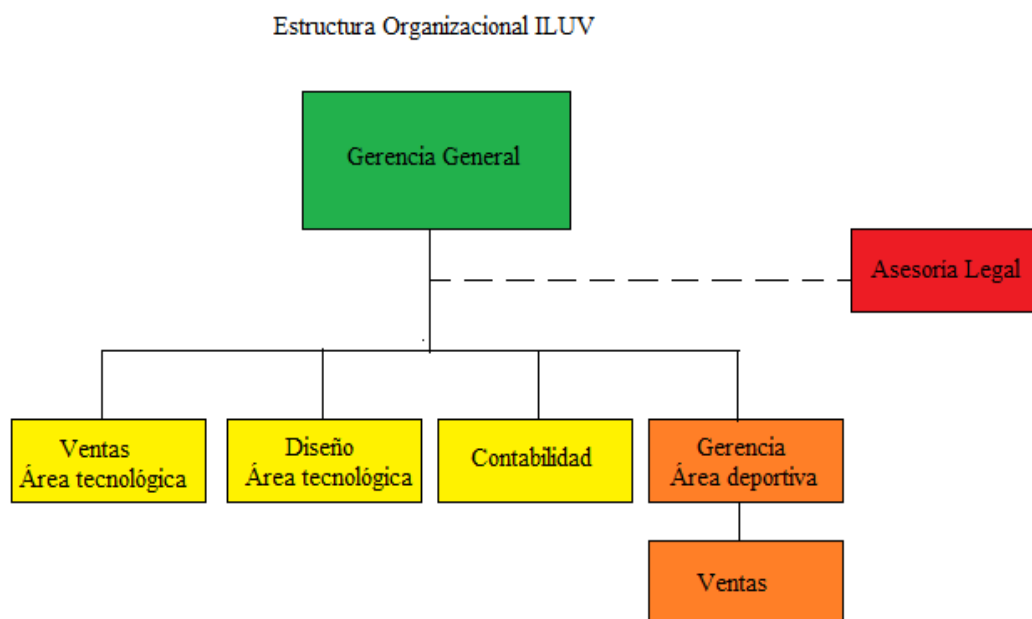 Estructura Organizacional ILUV
Gerencia General
Asesoria Legal
Ventas
Área tecnológica
Diseño
Área tecnológica
Contabilidad
Gerencia
Área deportiva
Ventas